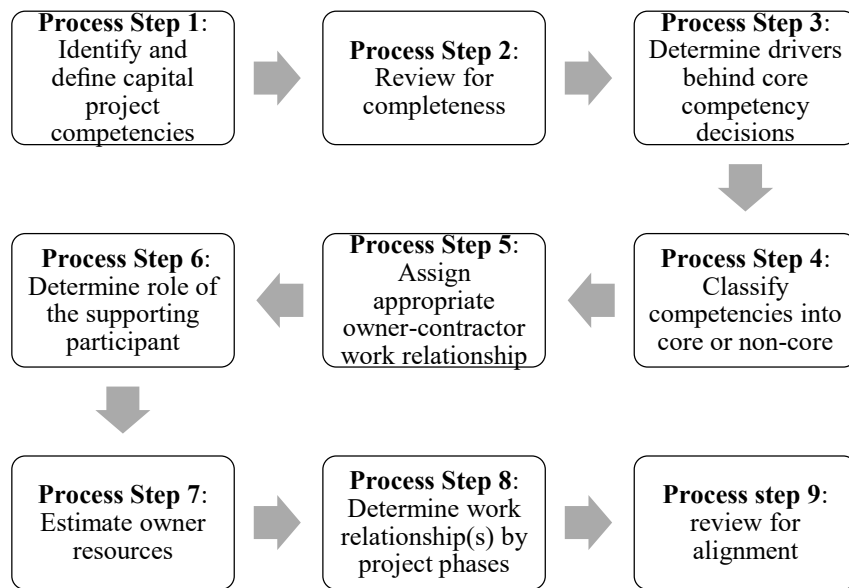 Process Step 1:
Identify and
define capital
project
competencies
Process Step 2:
Review for
completeness
Process Step 3:
Determine drivers
behind core
competency
decisions
Process Step 4:
Classify
competencies into
core or non-core
Process Step 5:
Assign
appropriate
owner-contractor
work relationship
Process Step 6:
Determine role of
the supporting
participant
Process Step 7:
Estimate owner
resources
Process Step 8:
Determine work
relationship(s) by
project phases
Process step 9:
review for
alignment